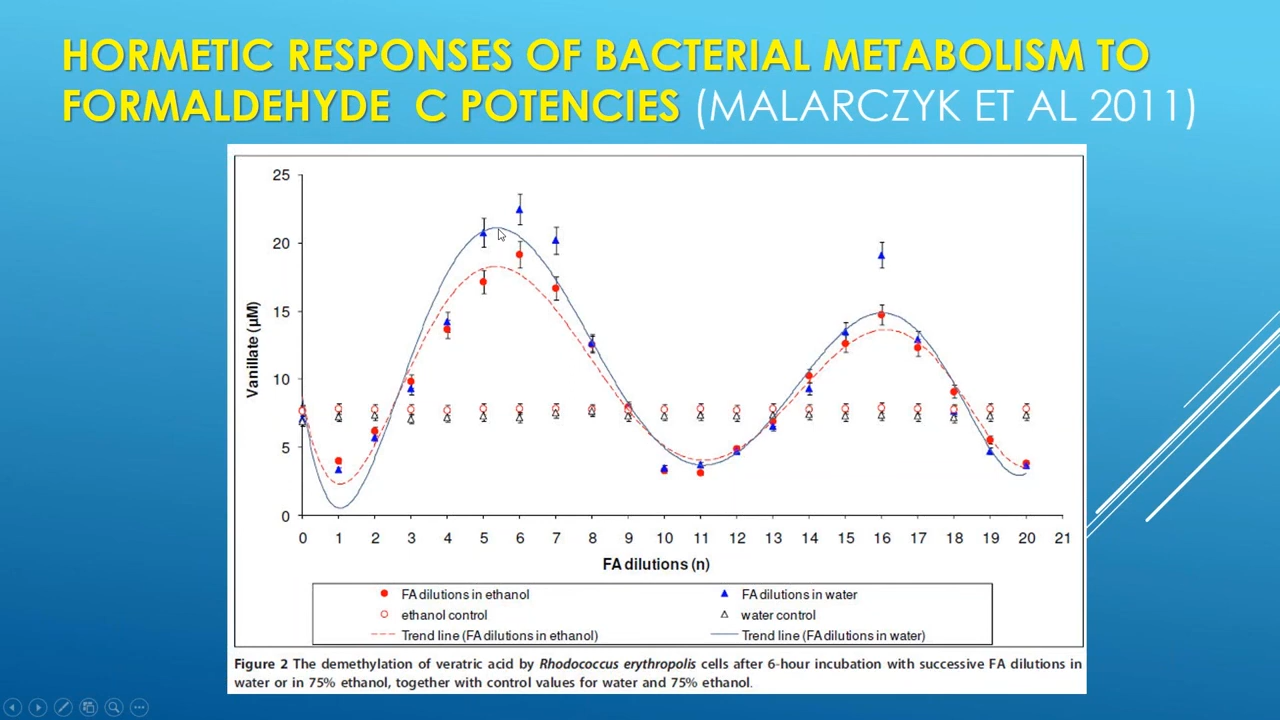 HORMETIC RESPONSES OF BACTERIAL METABOLISM TO
FORMALDEHYDE C POTENCIES (MALARCZYK ET AL 2011)
25
20
15
10
5
0
Vanillate (µM)
0 1 2 3 4 5 6 7 8 9 10 11 12 13 14 15 16 17 18 19 20 21
FA dilutions (n)
FA dilutions in ethanol
FA dilutions in water
ethanol control
water control
Trend line (FA dilutions in ethanol)
Trend line (FA dilutions in water)
Figure 2 The demethylation of veratric acid by Rhodococcus erythropolis cells after 6-hour incubation with successive FA dilutions in
water or in 75% ethanol, together with control values for water and 75% ethanol.